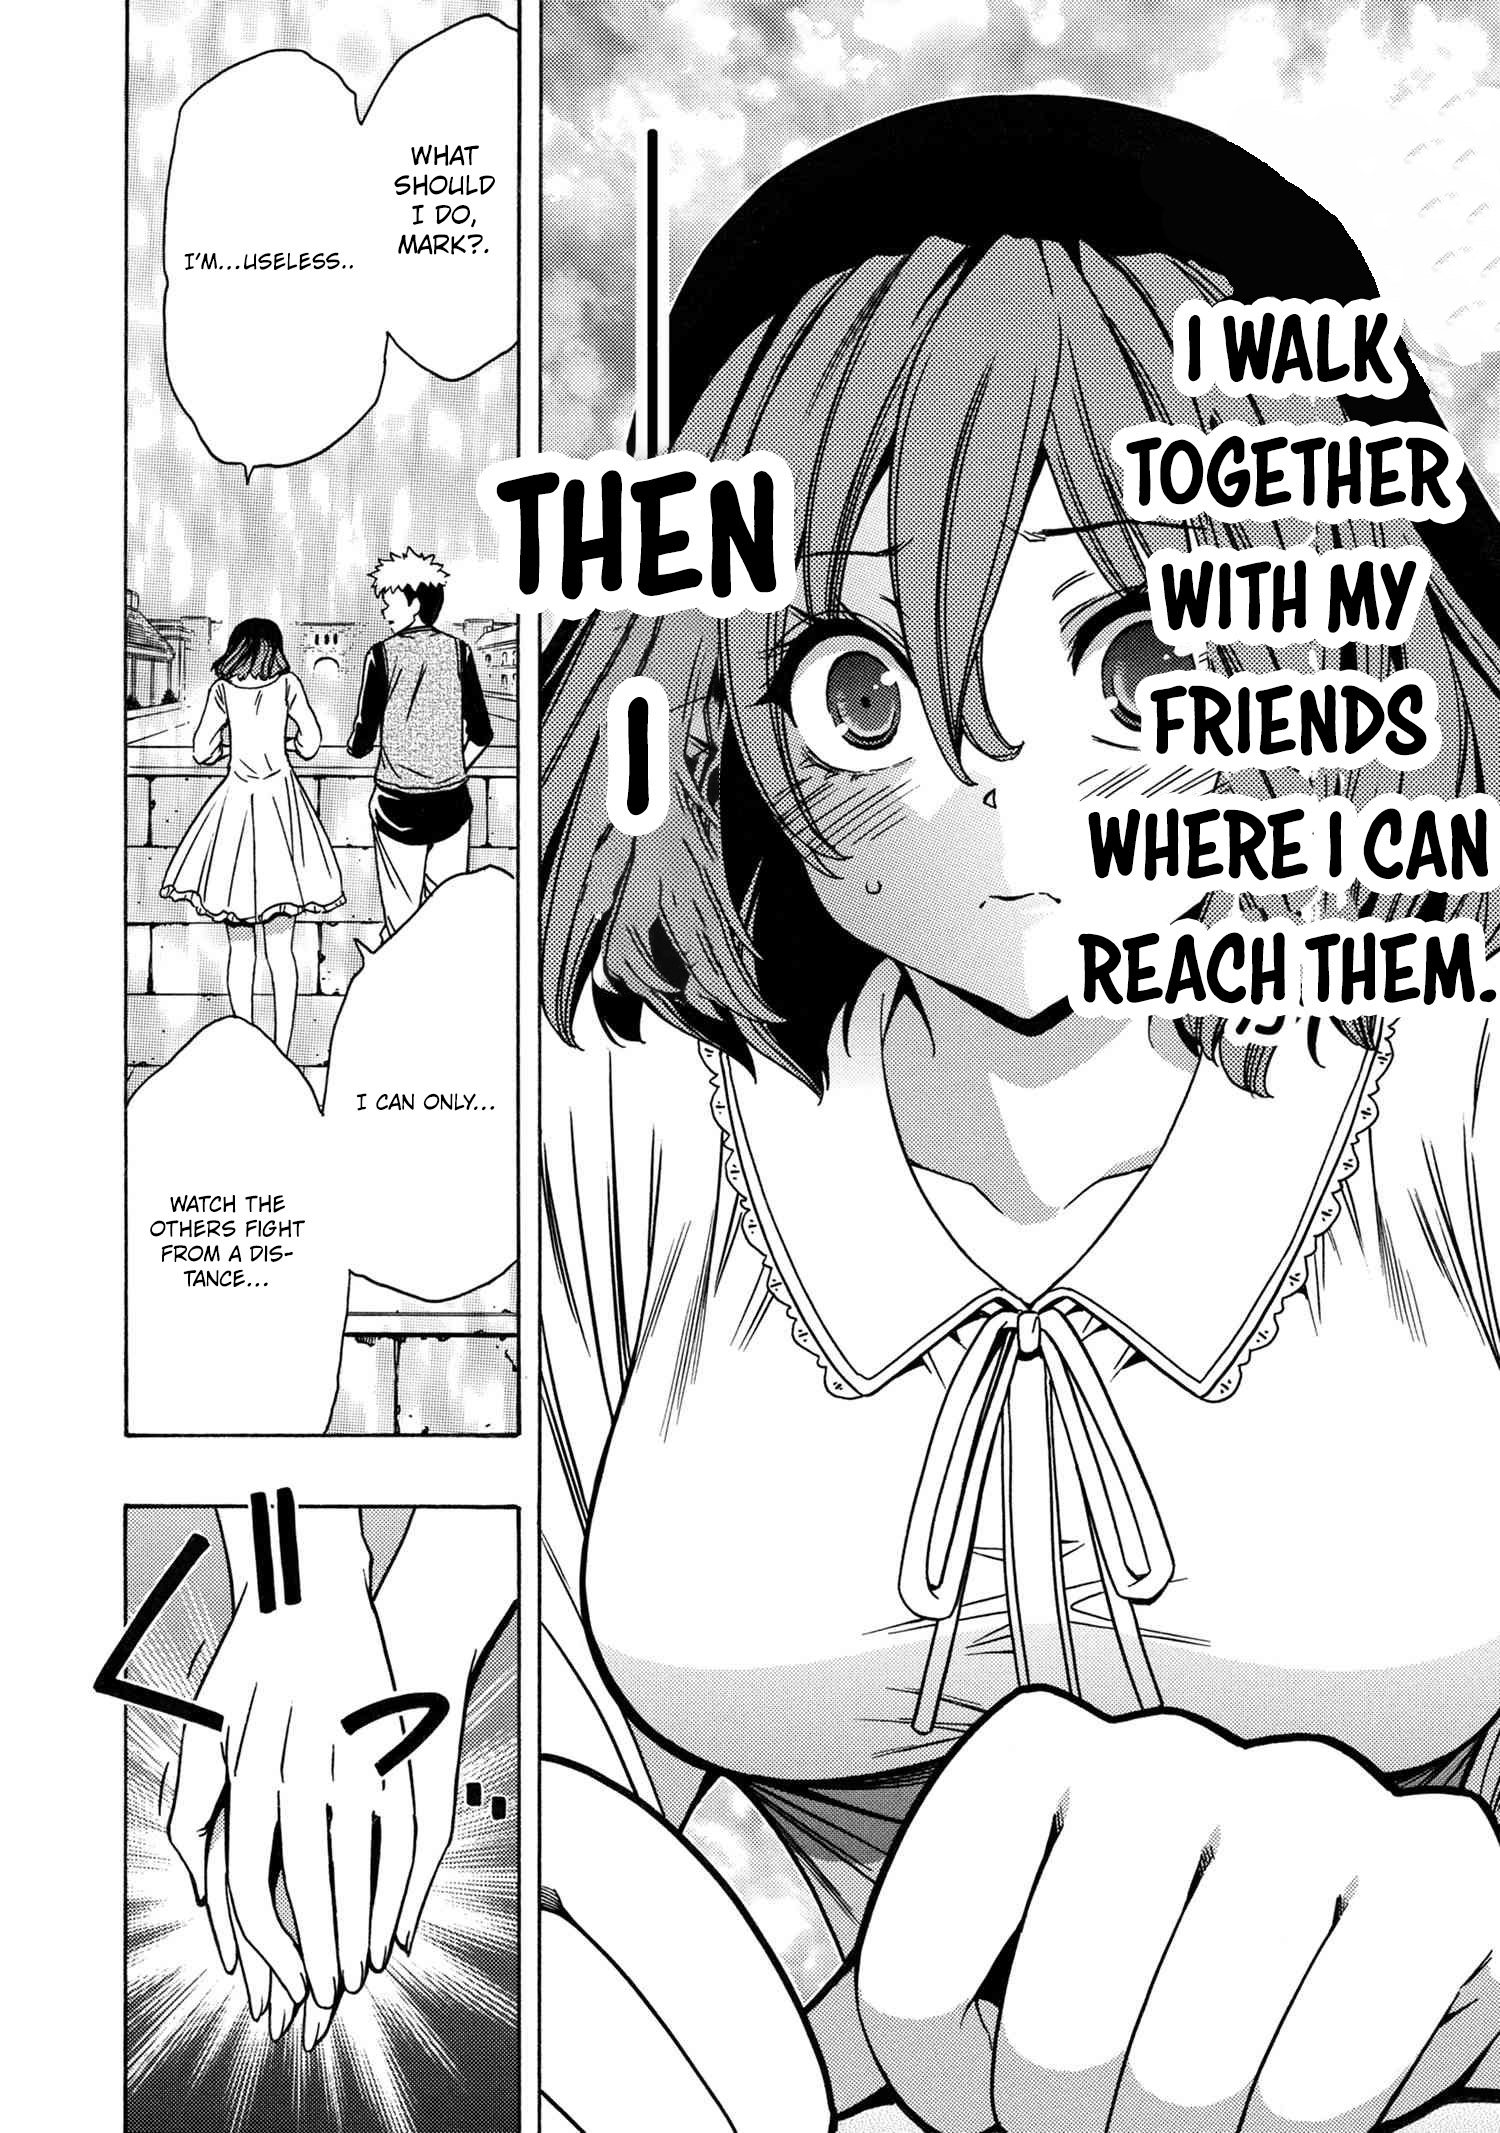 I WALK
TOGETHER
WITH MY
FRIENDS
WHERE I CAN
REACH THEM.
THEN
I
WHAT
SHOULD
I DO,
MARK?.
I'M...USELESS..
I CAN ONLY...
WATCH THE
OTHERS FIGHT
FROM A DIS-
TANCE...